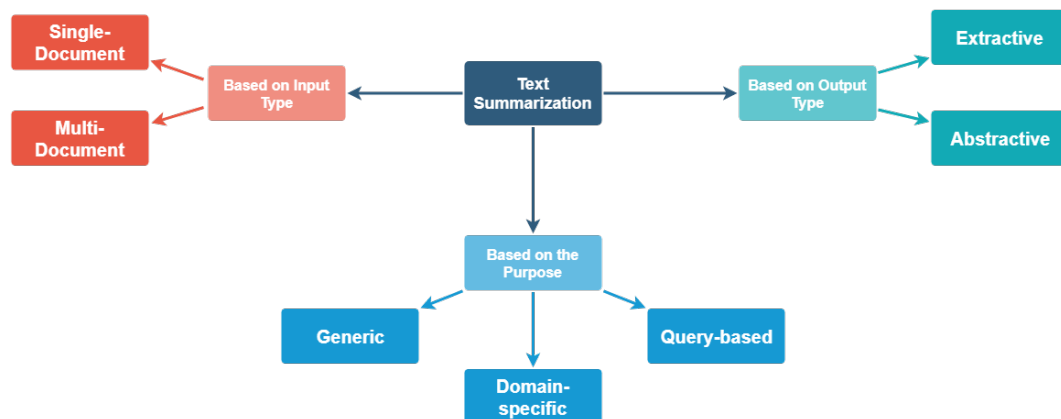 Single-
Document
Multi-
Document
Based on Input
Type
Text
Summarization
Based on Output
Type
Extractive
Abstractive
Based on the
Purpose
Generic
Domain-
specific
Query-based